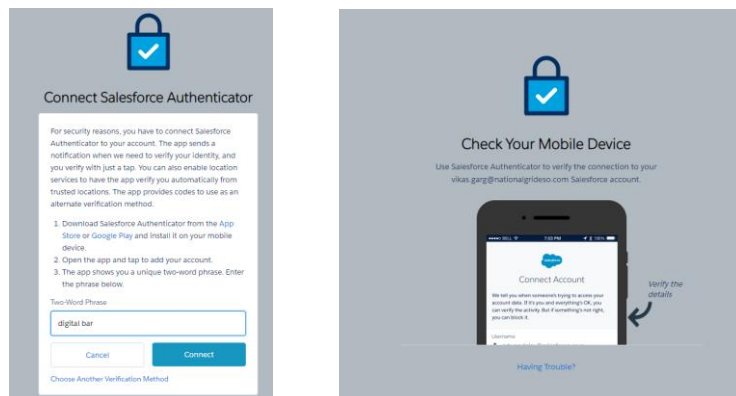 Connect Salesforce Authenticator
For security reasons, you have to connect Salesforce
Authenticator to your account. The app sends a
notification when we need to verify your identity, and
you verify with just a tap. You can also enable location
services to have the app verify you automatically from
trusted locations. The app provides codes to use as an
alternate verification method.
1. Download Salesforce Authenticator from the App
Store or Google Play and install it on your mobile
device.
2. Open the app and tap to add your account.
3. The app shows you a unique two-word phrase. Enter
the phrase below.
Two-Word Phrase
digital bar
Cancel Connect
Choose Another Verification Method
Check Your Mobile Device
Use Salesforce Authenticator to verify the connection to your
vikas.garg@nationalgrideso.com Salesforce account.
BELL 7:03 PM 100%
salesforce
Connect Account
We tell you when someone's trying to access your
account data. If it's you and everything's OK, you
can verify the activity. But if something's not right,
you can block it.
Username
Verify the
details
Having Trouble?